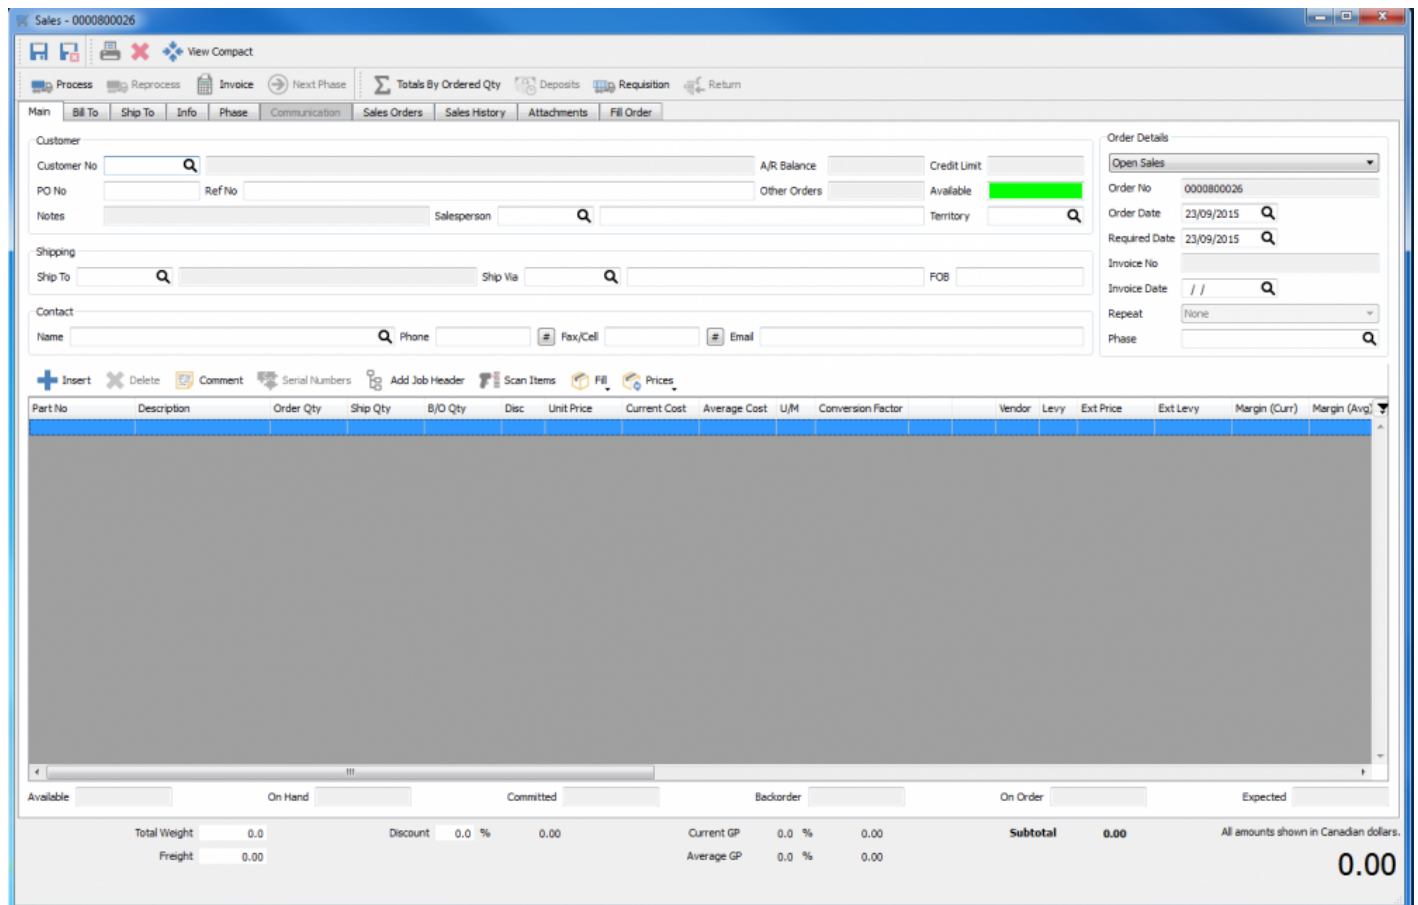 Sales - 0000800026
View Compact
Process Reprocess Invoice Next Phase Totals By Ordered Qty Deposits Requisition Return
Main Bill To Ship To Info Phase Communication Sales Orders Sales History Attachments Fill Order
Customer
Customer No A/R Balance Credit Limit
PO No Ref No Other Orders Available
Notes Salesperson Territory
Shipping
Ship To Ship Via FOB
Contact
Name Phone # Fax/Cell # Email
Order Details
Open Sales
Order No 0000800026
Order Date 23/09/2015
Required Date 23/09/2015
Invoice No
Invoice Date / /
Repeat None
Phase
Insert Delete Comment Serial Numbers Add Job Header Scan Items Fill Prices
Part No Description Order Qty Ship Qty B/O Qty Disc Unit Price Current Cost Average Cost U/M Conversion Factor Vendor Levy Ext Price Ext Levy Margin (Curr) Margin (Avg)
Available On Hand Committed Backorder On Order Expected
Total Weight 0.0 Discount 0.0 % 0.00 Current GP 0.0 % 0.00 Subtotal 0.00 All amounts shown in Canadian dollars.
Freight 0.00 Average GP 0.0 % 0.00 0.00